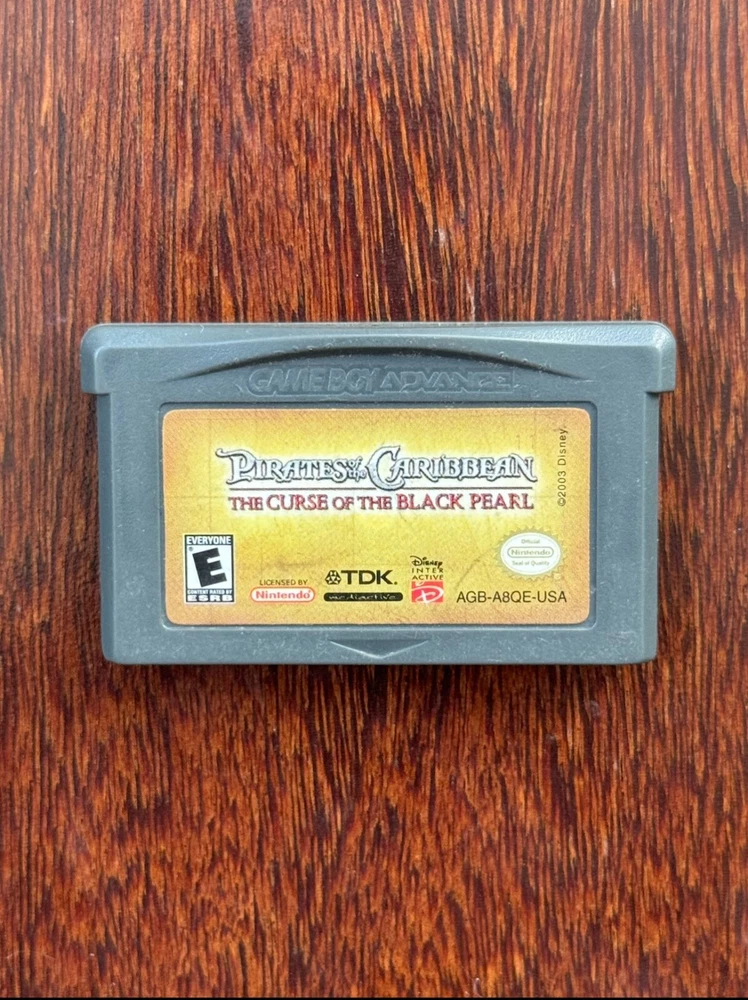 GAME BOY ADVANCE
PIRATES of the CARIBBEAN
THE CURSE OF THE BLACK PEARL
©2003 Disney.
EVERYONE
E
CONTENT RATED BY
ESRB
LICENSED BY
Nintendo
TDK.
mediactive
Disney
INTER
ACTIVE
D
Official
Nintendo
Seal of Quality
AGB-A8QE-USA